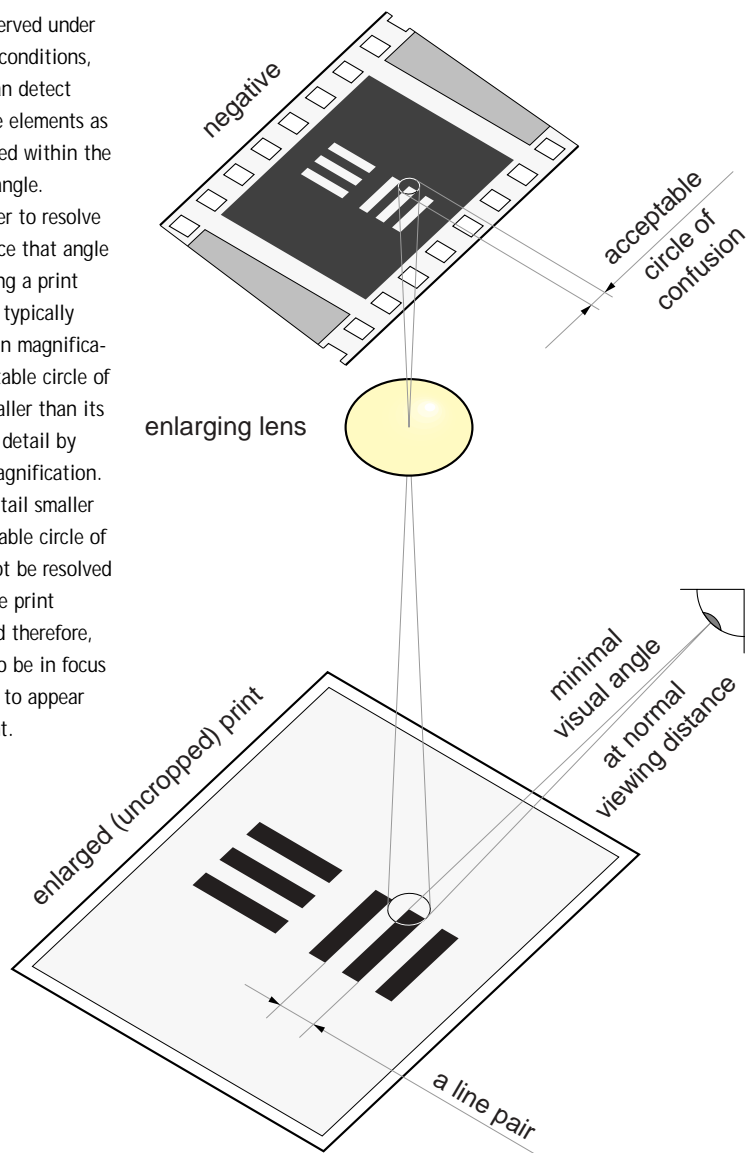 erved under
conditions,
n detect
e elements as
ed within the
angle.
er to resolve
ce that angle
ng a print
typically
n magnifica-
table circle of
aller than its
detail by
agnification.
tail smaller
able circle of
ot be resolved
e print
d therefore,
o be in focus
to appear
t.
negative
acceptable
circle of
confusion
enlarging lens
minimal
visual angle
at normal
viewing distance
enlarged (uncropped) print
a line pair